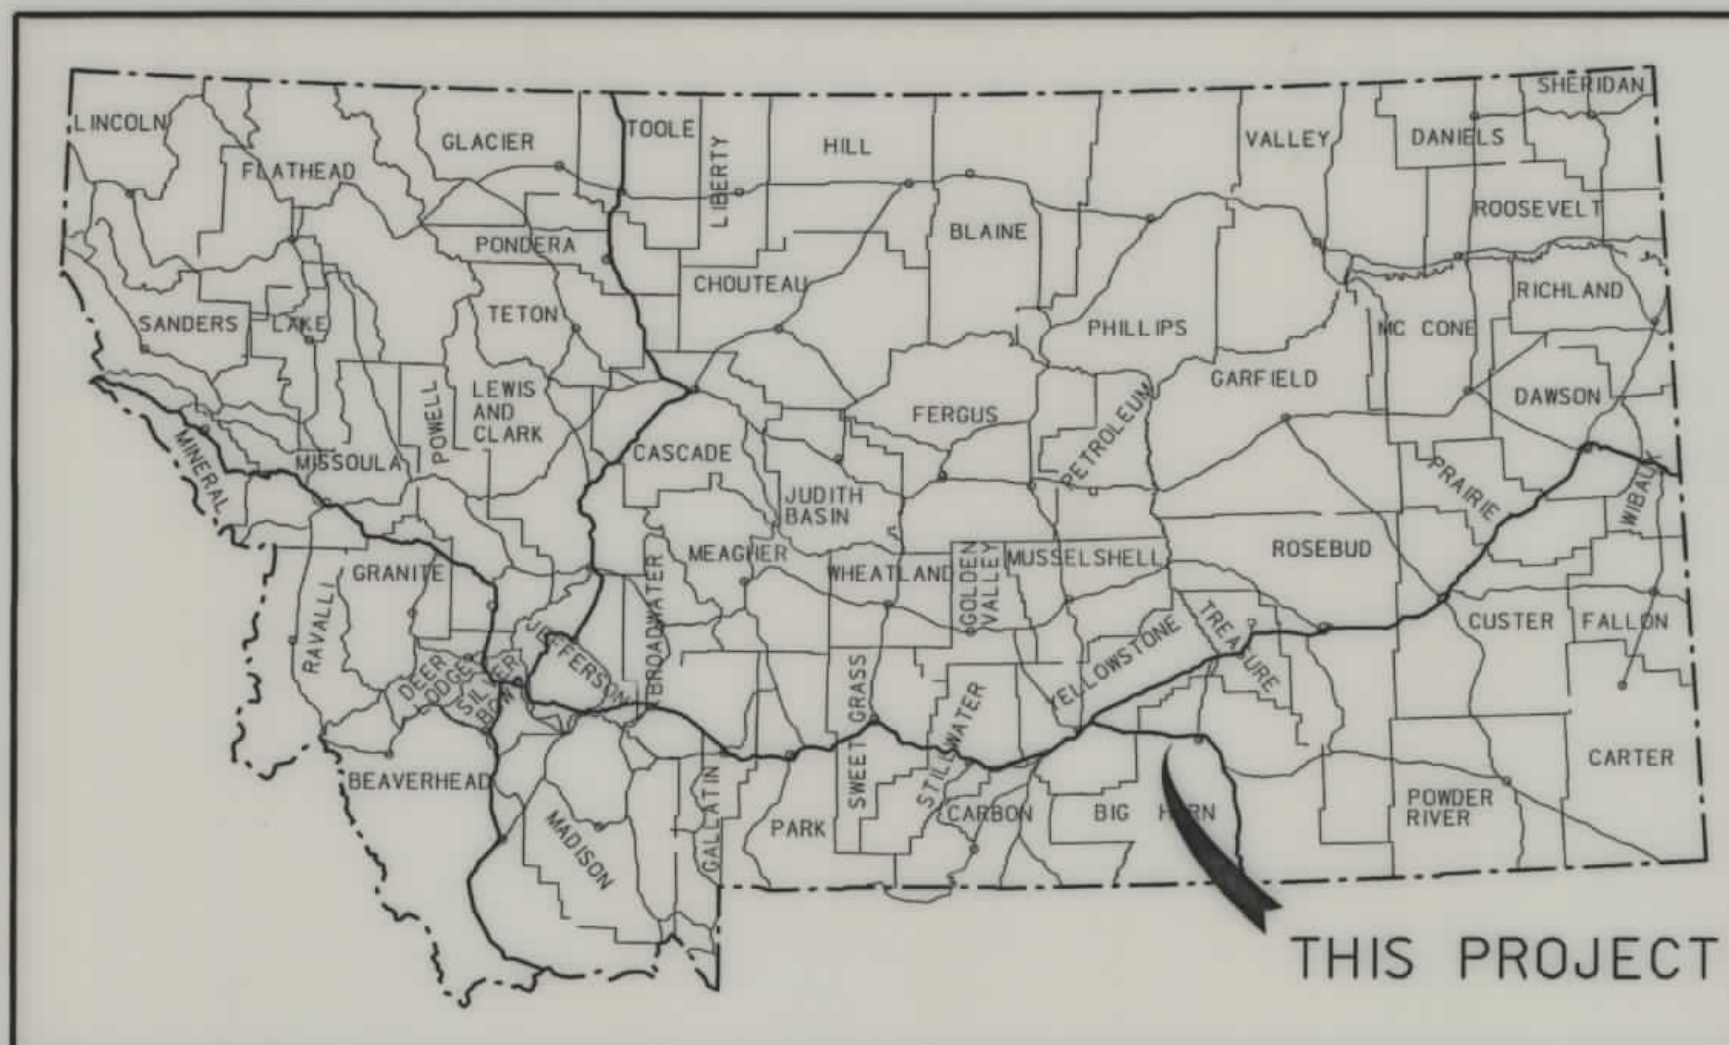 LINCOLN
FLATHEAD
GLACIER
TOOLE
LIBERTY
HILL
BLAINE
VALLEY
DANIELS
SHERIDAN
ROOSEVELT
PONDERA
CHOUTEAU
TETON
SANDERS
LAKE
PHILLIPS
MC CONE
RICHLAND
DAWSON
GARFIELD
PETROLEUM
FERGUS
LEWIS
AND
CLARK
POWELL
CASCADE
MINERAL
MISSOULA
JUDITH
BASIN
PRAIRIE
WIBAUX
MEAGHER
WHEATLAND
GOLDEN
VALLEY
MUSSELSHELL
ROSEBUD
GRANITE
RAVALLI
DEER
LODGE
SILVER
BOW
JEFFERSON
BROADWATER
YELLOWSTONE
TREASURE
CUSTER
FALLON
SWEET GRASS
STILLWATER
BEAVERHEAD
MADISON
GALLATIN
PARK
CARBON
BIG HORN
POWDER
RIVER
CARTER
THIS PROJECT